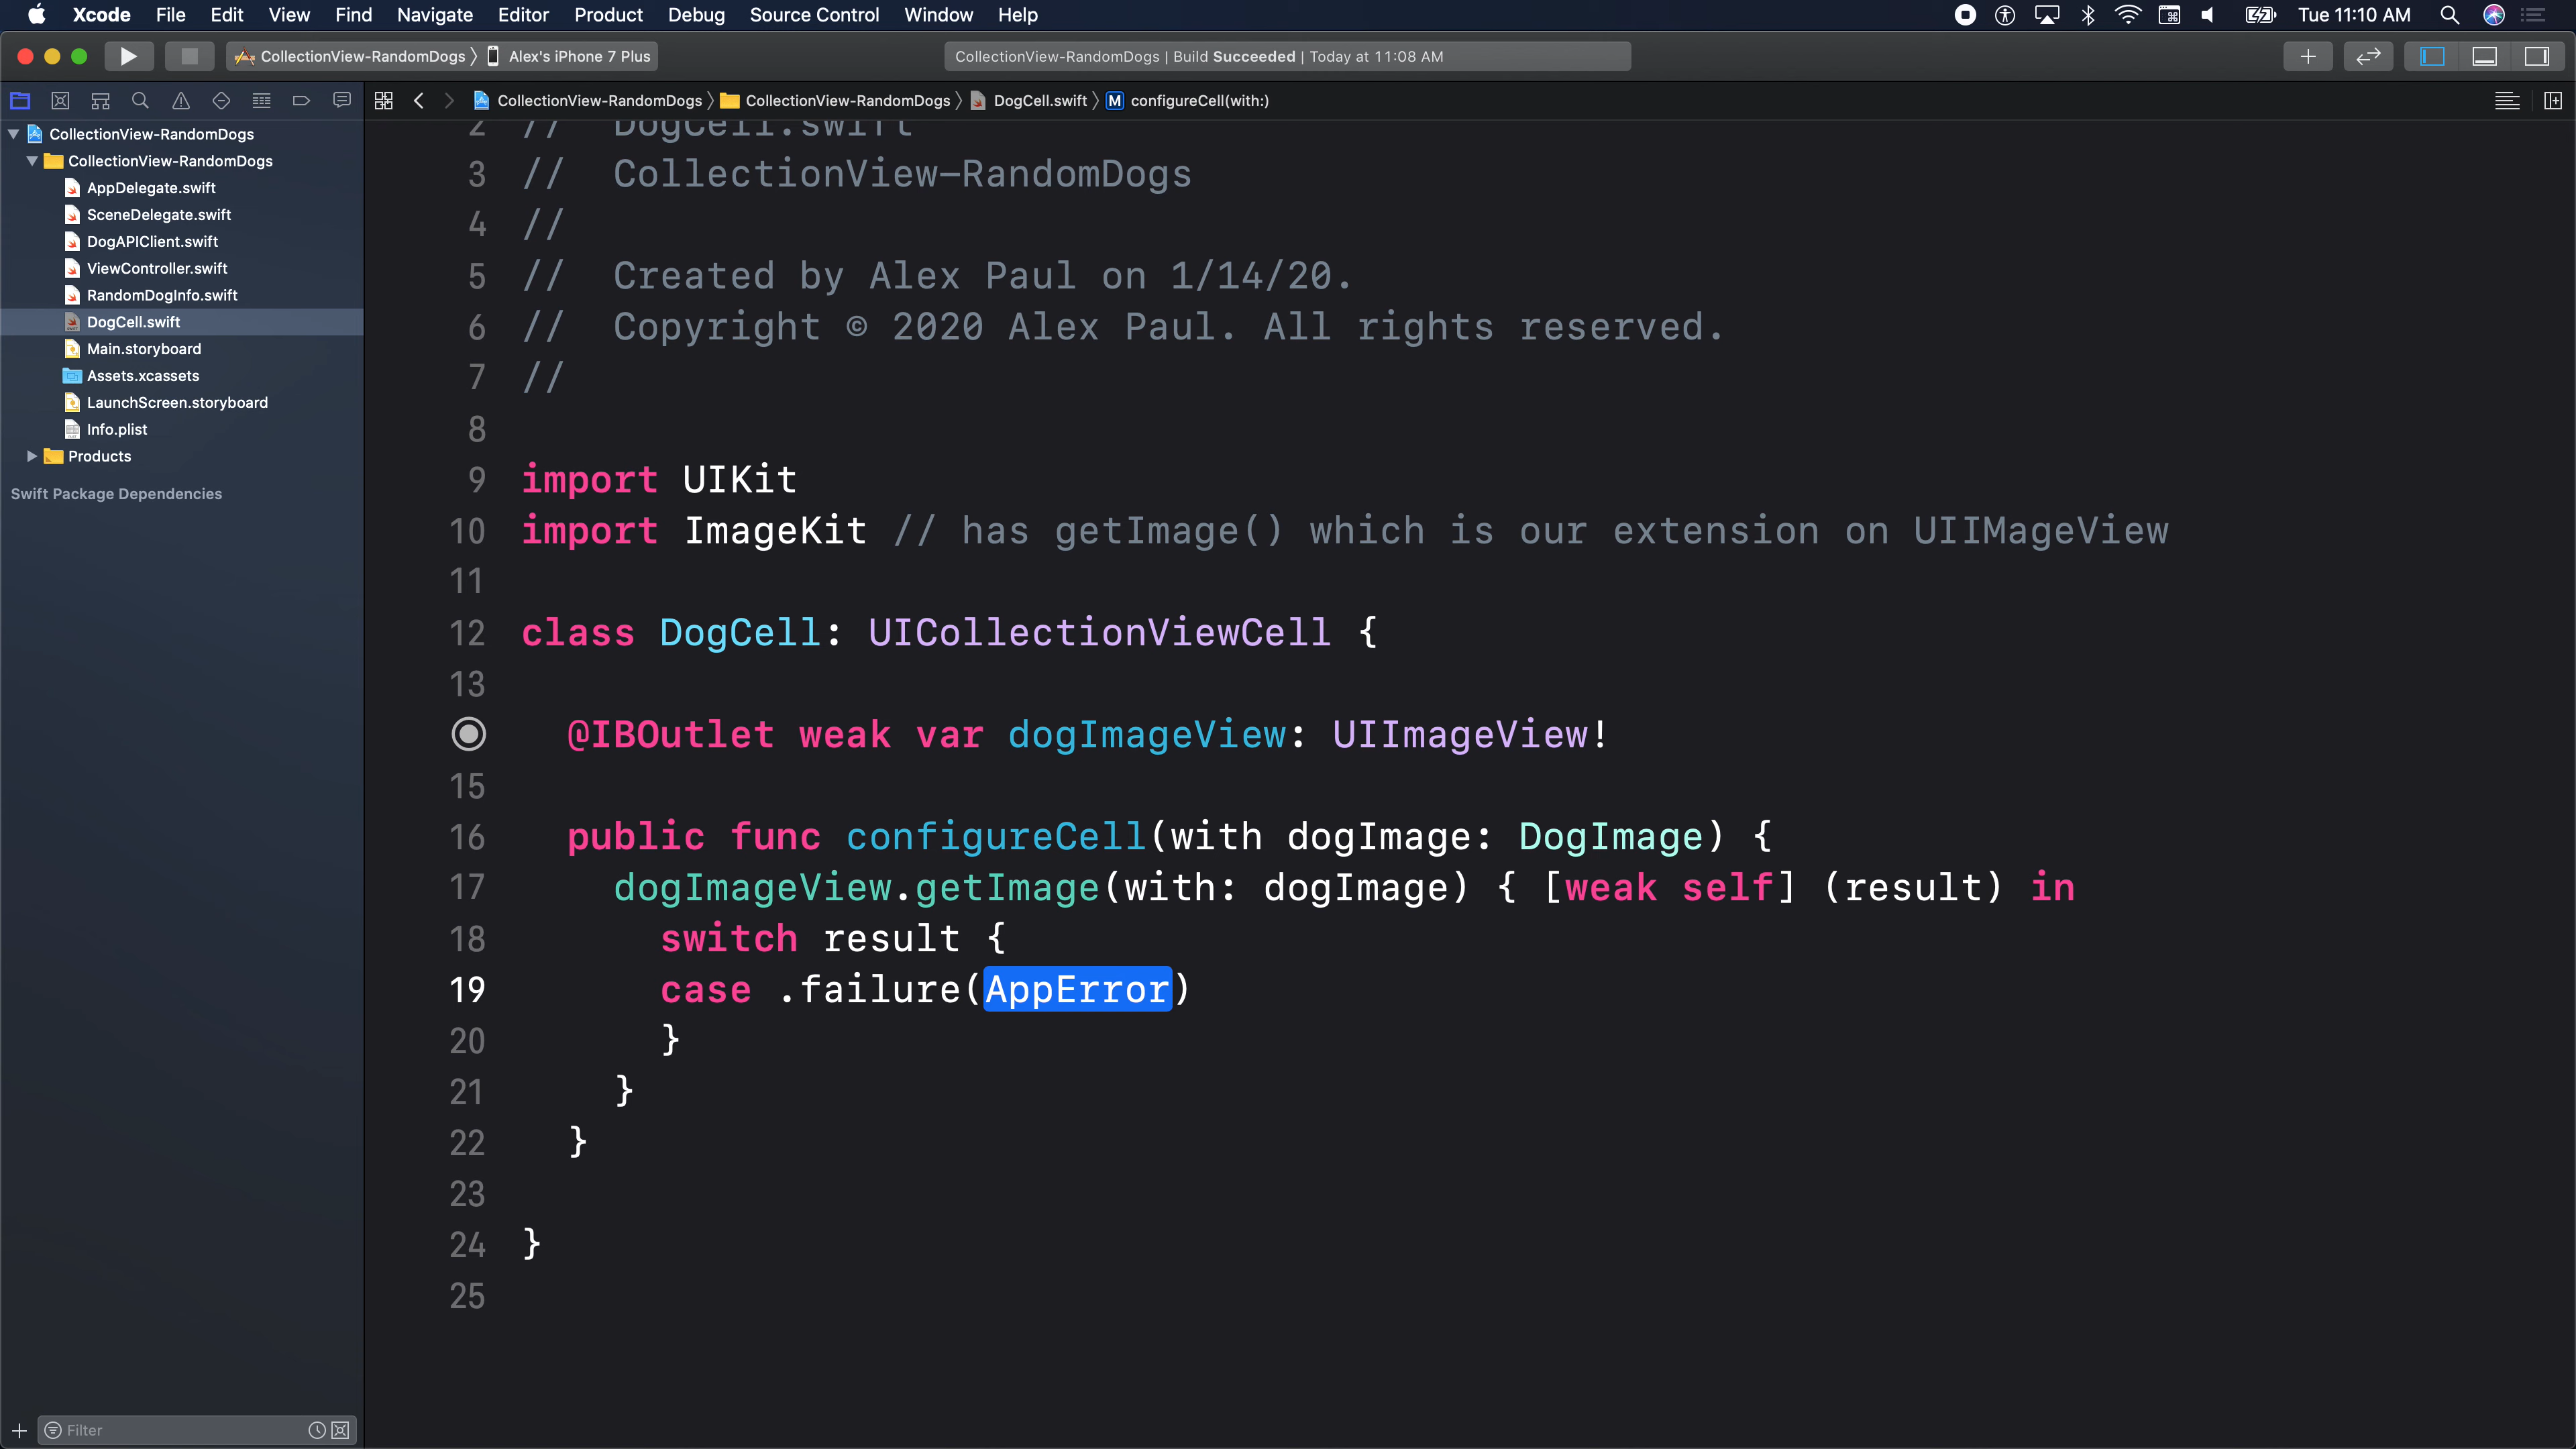 Xcode File Edit View Find Navigate Editor Product Debug Source Control Window Help Tue 11:10 AM
CollectionView-RandomDogs 〉 Alex's iPhone 7 Plus CollectionView-RandomDogs | Build Succeeded | Today at 11:08 AM
CollectionView-RandomDogs 〉 CollectionView-RandomDogs 〉 DogCell.swift 〉 M configureCell(with:)
CollectionView-RandomDogs
CollectionView-RandomDogs
AppDelegate.swift
SceneDelegate.swift
DogAPIClient.swift
ViewController.swift
RandomDogInfo.swift
DogCell.swift
Main.storyboard
Assets.xcassets
LaunchScreen.storyboard
Info.plist
Products
Swift Package Dependencies
Filter
2 // DogCell.swift
3 // CollectionView-RandomDogs
4 //
5 // Created by Alex Paul on 1/14/20.
6 // Copyright © 2020 Alex Paul. All rights reserved.
7 //
8
9 import UIKit
10 import ImageKit // has getImage() which is our extension on UIIMageView
11
12 class DogCell: UICollectionViewCell {
13
@IBOutlet weak var dogImageView: UIImageView!
15
16 public func configureCell(with dogImage: DogImage) {
17 dogImageView.getImage(with: dogImage) { [weak self] (result) in
18 switch result {
19 case .failure(AppError)
20 }
21 }
22 }
23
24 }
25